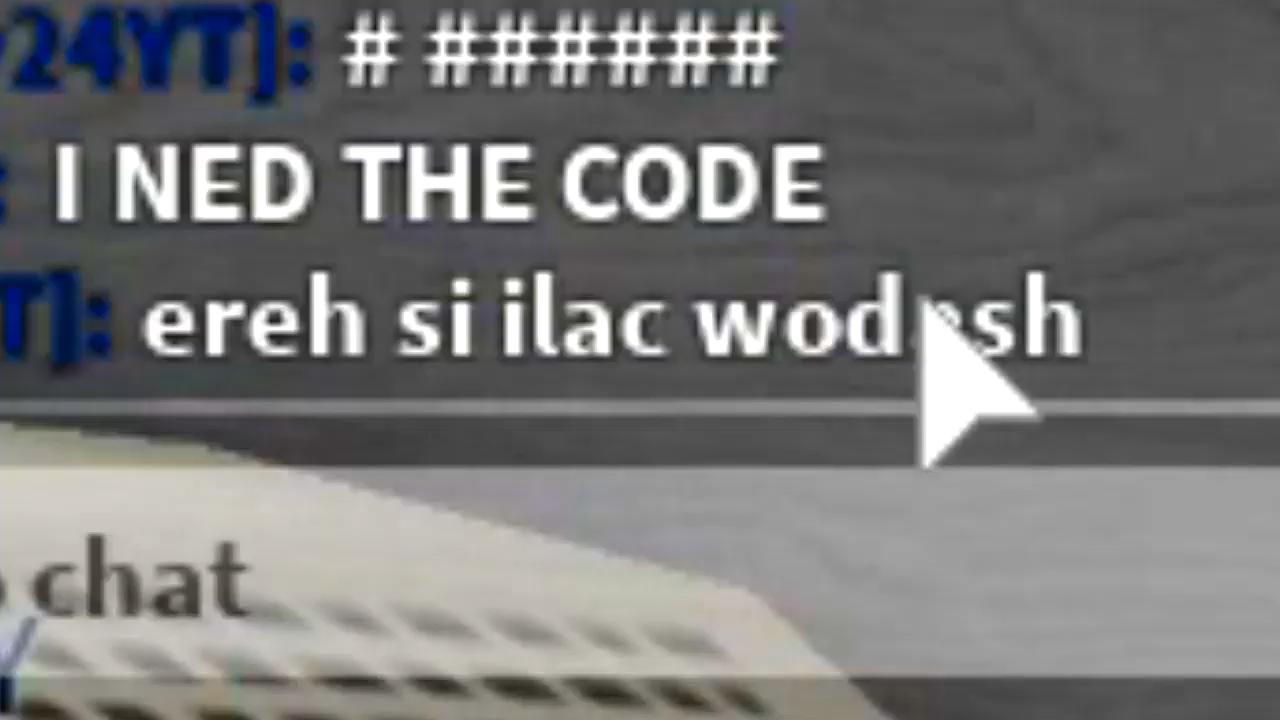 24YT]: # ######
: I NED THE CODE
T]: ereh si ilac
chat